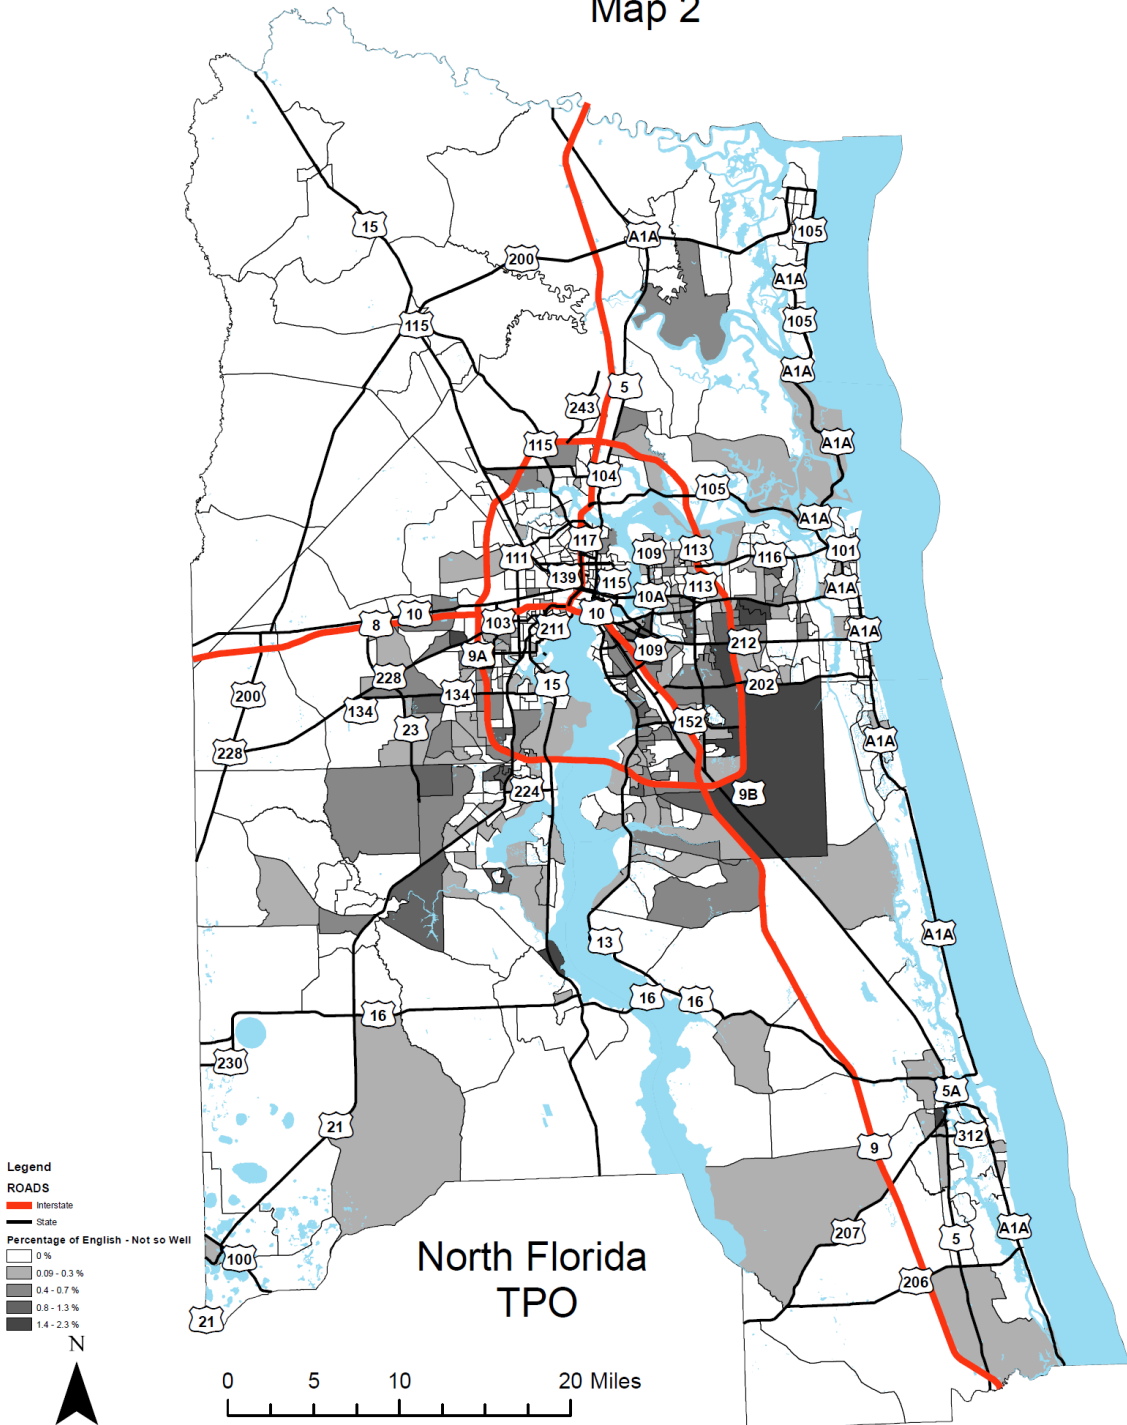 Map 2
15
A1A
105
200
A1A
115
105
A1A
5
243
115
A1A
104
105
A1A
117
111
109
113
116
101
139
115
10A
113
A1A
8
10
103
211
10
9A
109
212
A1A
228
200
134
134
15
202
23
152
A1A
228
224
9B
13
A1A
16
16
16
230
5A
21
312
9
207
5
A1A
100
206
21
Legend
ROADS
Interstate
State
Percentage of English - Not so Well
0 %
0.09 - 0.3 %
0.4 - 0.7 %
0.8 - 1.3 %
1.4 - 2.3 %
N
North Florida
TPO
0 5 10 20 Miles